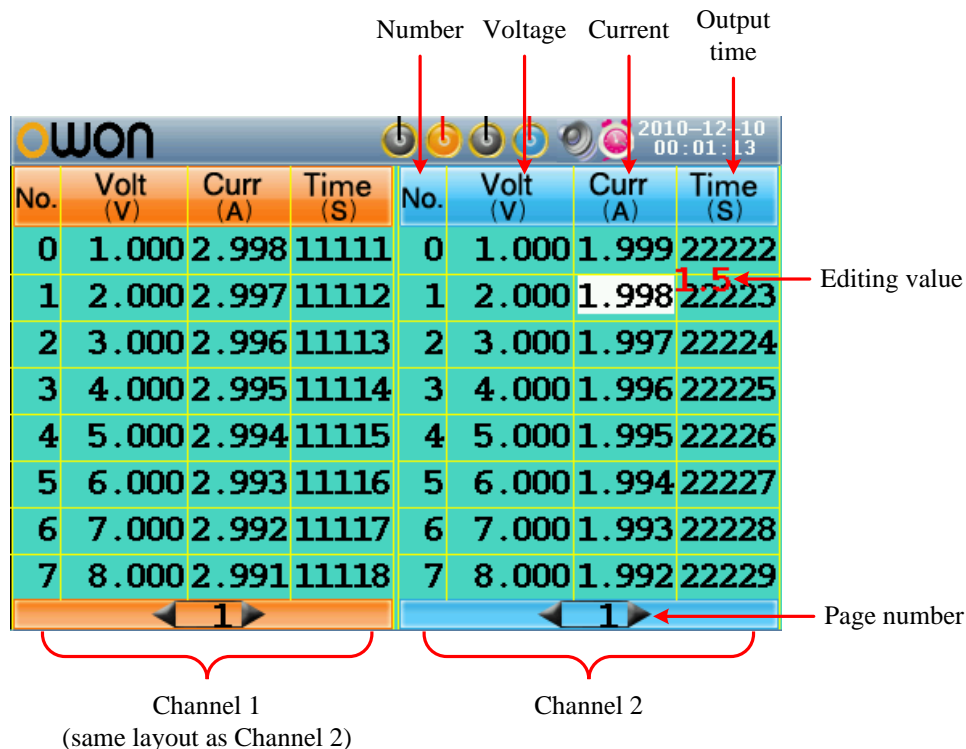 Number Voltage Current Output
time
owon 2010-12-10
00:01:13
No. Volt (V) Curr (A) Time (S) No. Volt (V) Curr (A) Time (S)
0 1.000 2.998 11111 0 1.000 1.999 22222
1.5 Editing value
1 2.000 2.997 11112 1 2.000 1.998 22223
2 3.000 2.996 11113 2 3.000 1.997 22224
3 4.000 2.995 11114 3 4.000 1.996 22225
4 5.000 2.994 11115 4 5.000 1.995 22226
5 6.000 2.993 11116 5 6.000 1.994 22227
6 7.000 2.992 11117 6 7.000 1.993 22228
7 8.000 2.991 11118 7 8.000 1.992 22229
1 1 Page number
Channel 1 Channel 2
(same layout as Channel 2)